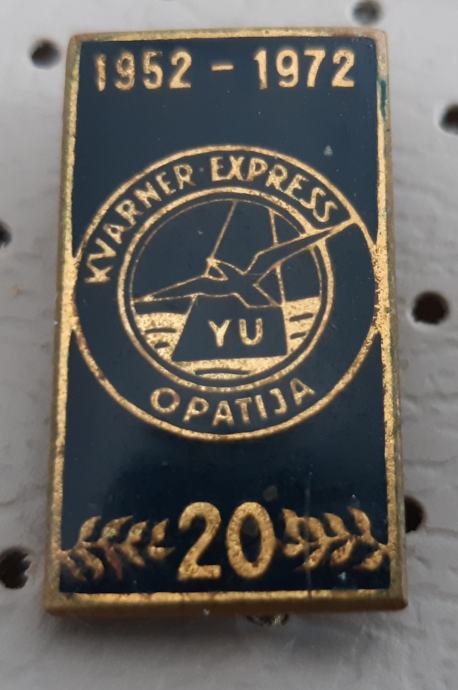 1952 - 1972
KVARNER·EXPRESS
YU
OPATIJA
20